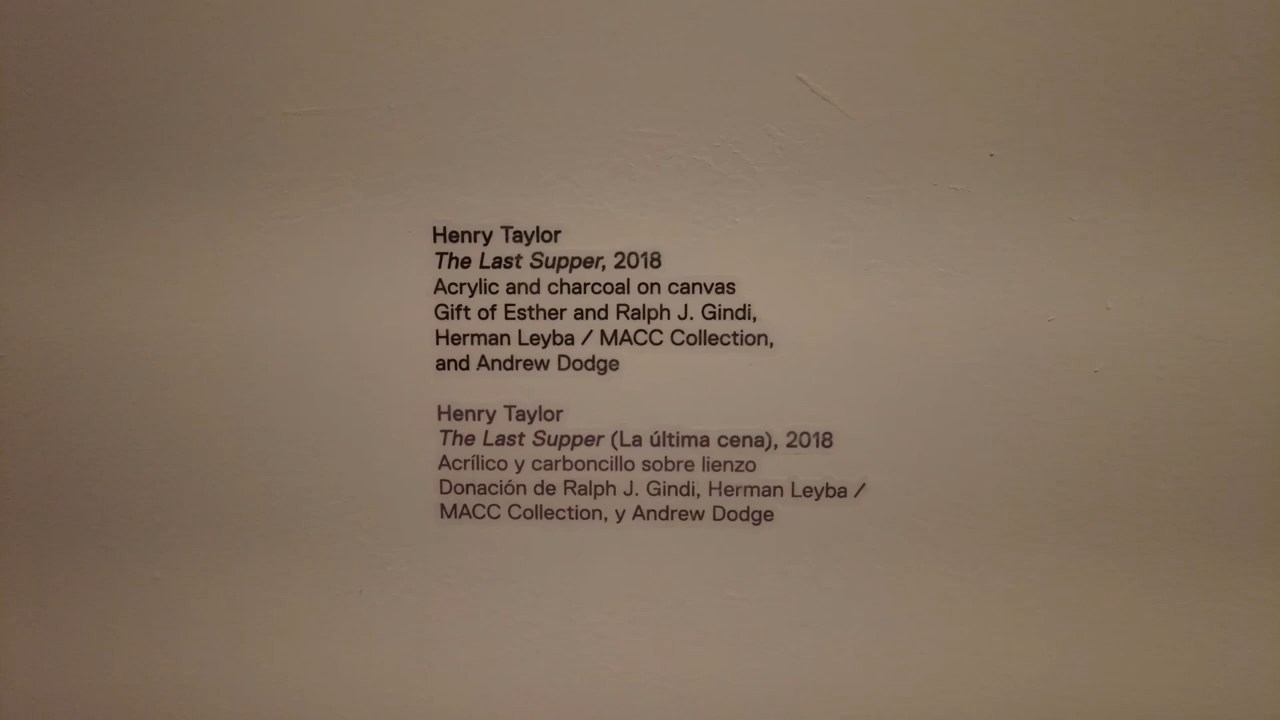 Henry Taylor
The Last Supper, 2018
Acrylic and charcoal on canvas
Gift of Esther and Ralph J. Gindi,
Herman Leyba / MACC Collection,
and Andrew Dodge
Henry Taylor
The Last Supper (La última cena), 2018
Acrílico y carboncillo sobre lienzo
Donación de Ralph J. Gindi, Herman Leyba /
MACC Collection, y Andrew Dodge